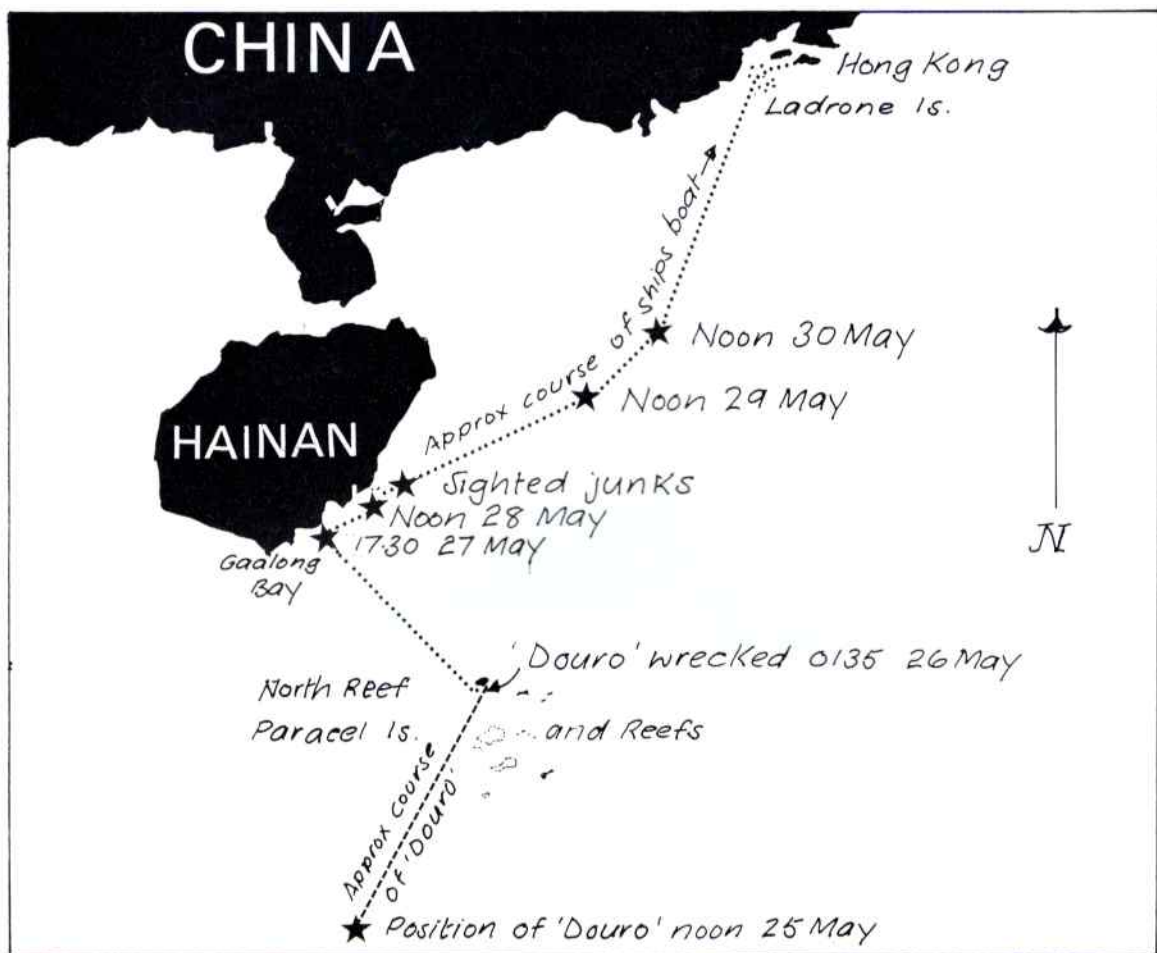 CHINA
Hong Kong
Ladrone Is.
Approx course of ships boat
Noon 30 May
Noon 29 May
HAINAN
Sighted junks
Noon 28 May
17·30 27 May
Gaalong
Bay
N
'Douro' wrecked 0135 26 May
North Reef
Paracel Is. and Reefs
Approx course
of 'Douro'
Position of 'Douro' noon 25 May